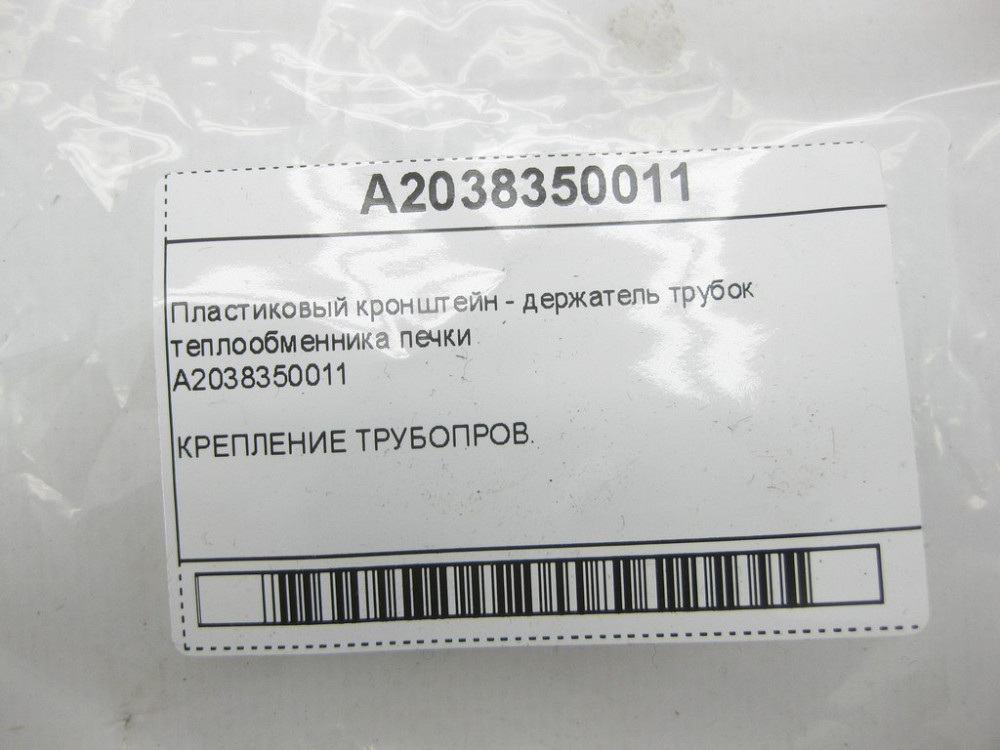 A2038350011
Пластиковый кронштейн - держатель трубок
теплообменника печки
A2038350011
КРЕПЛЕНИЕ ТРУБОПРОВ.